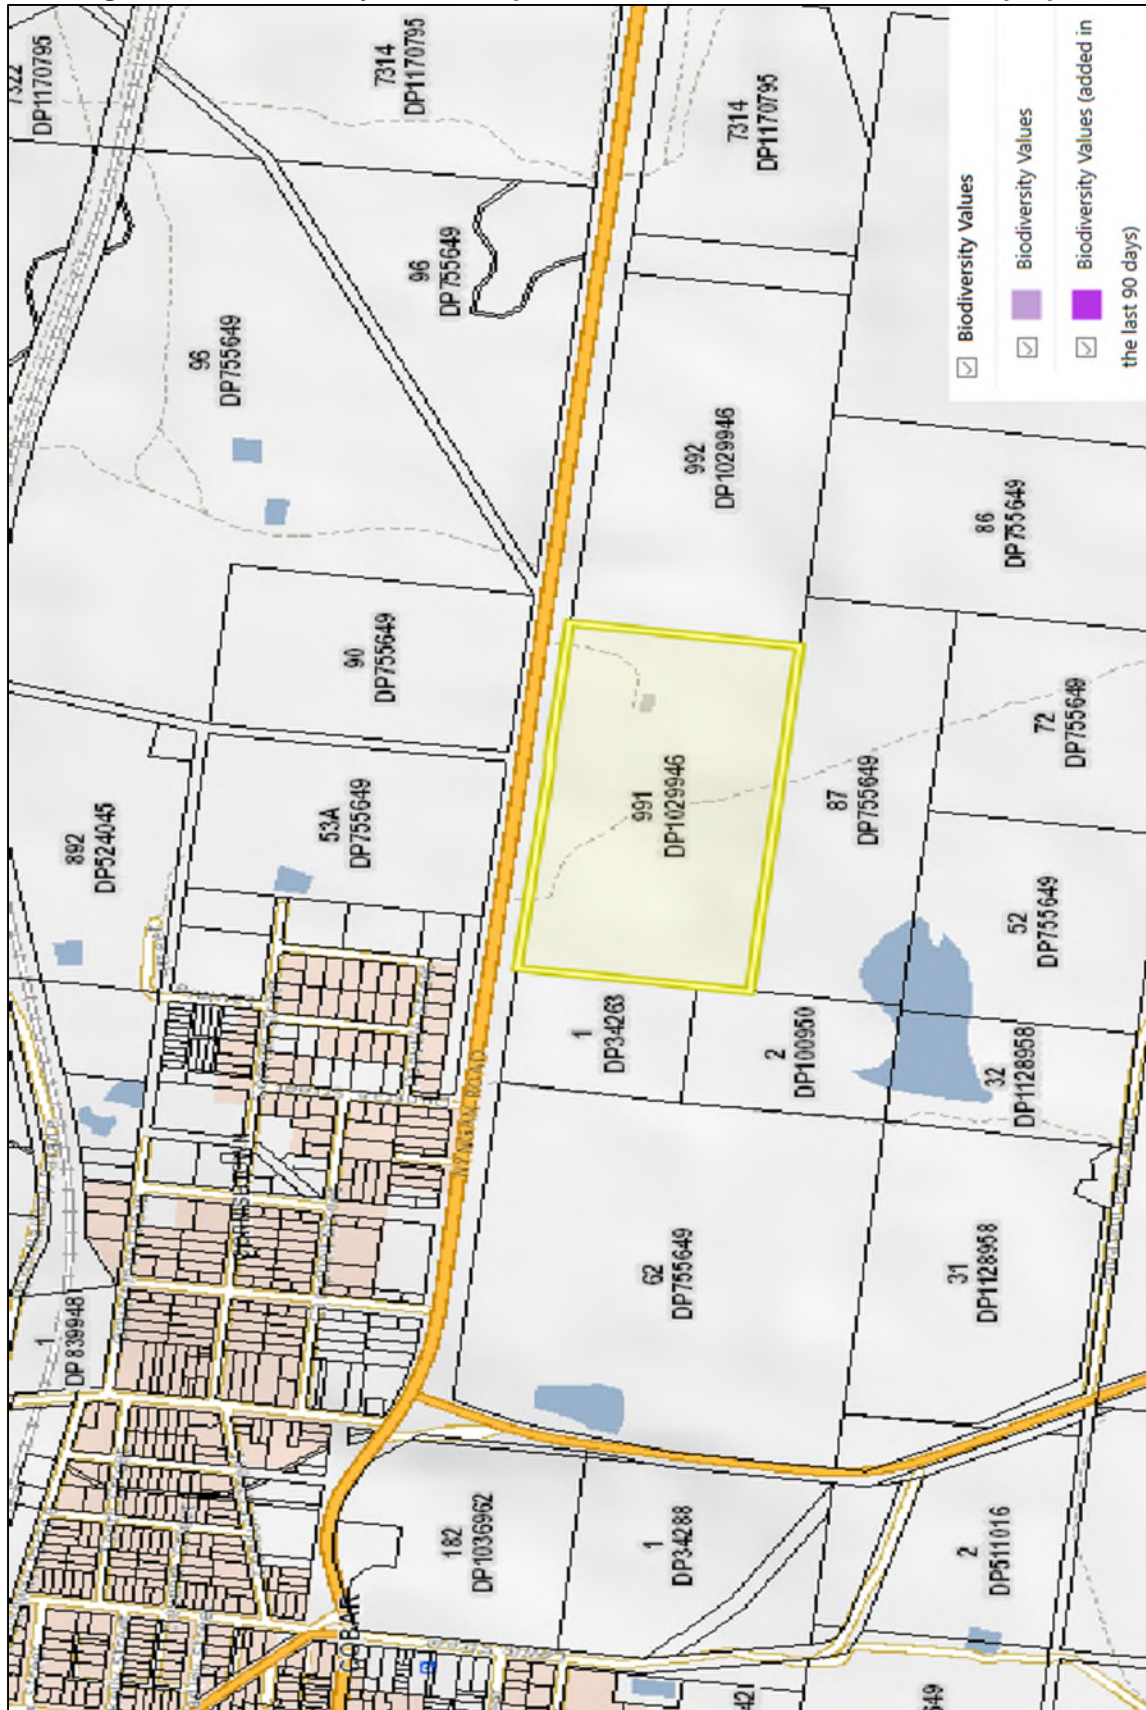 1
DP839948
892
DP524045
7322
DP1170795
96
DP755649
COBAR
53A
DP755649
90
DP755649
7314
DP1170795
182
DP1036962
NYNGAN ROAD
96
DP755649
1
DP34288
62
DP755649
1
DP34263
991
DP1029946
992
DP1029946
7314
DP1170795
421
2
DP100950
87
DP755649
649
2
DP511016
31
DP1128958
32
DP1128958
52
DP755649
72
DP755649
86
DP755649
Biodiversity Values
Biodiversity Values
Biodiversity Values (added in
the last 90 days)